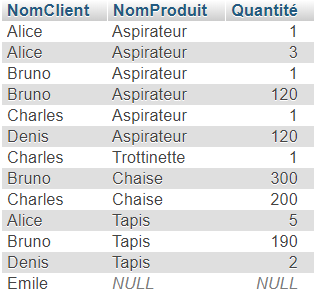 NomClient NomProduit Quantité
Alice Aspirateur 1
Alice Aspirateur 3
Bruno Aspirateur 1
Bruno Aspirateur 120
Charles Aspirateur 1
Denis Aspirateur 120
Charles Trottinette 1
Bruno Chaise 300
Charles Chaise 200
Alice Tapis 5
Bruno Tapis 190
Denis Tapis 2
Emile NULL NULL